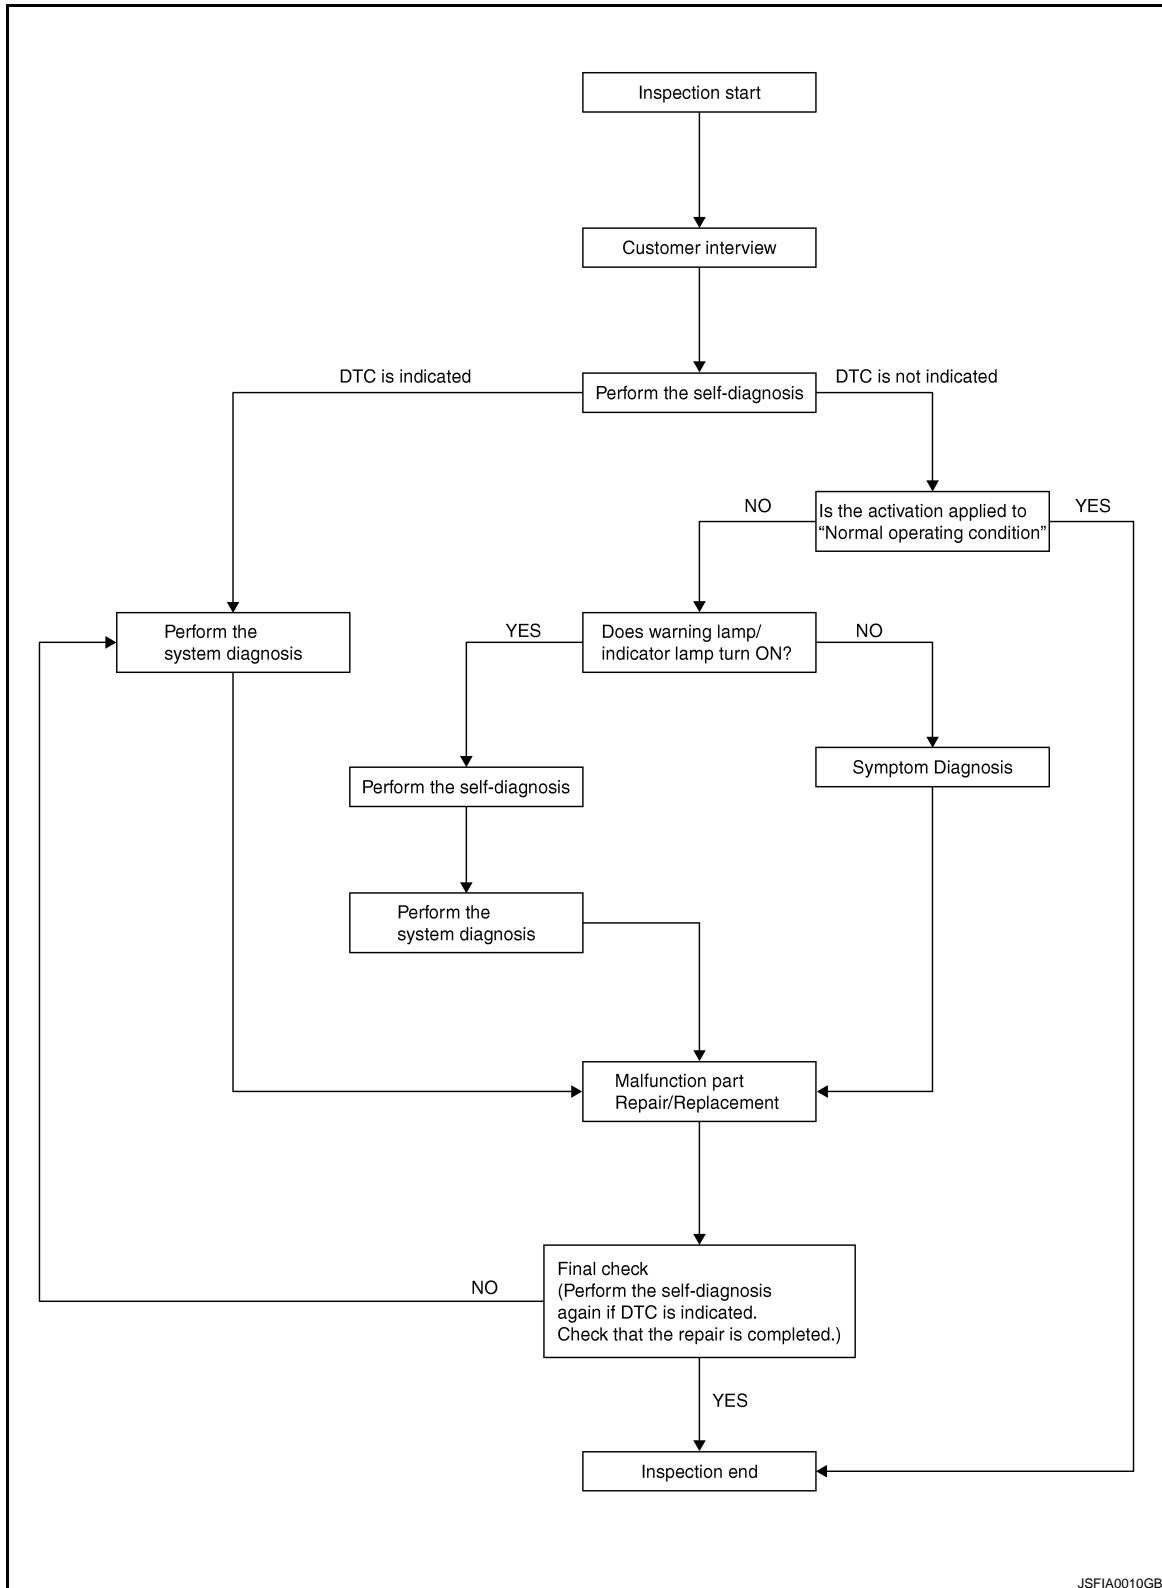 Inspection start
Customer interview
DTC is indicated
DTC is not indicated
Perform the self-diagnosis
NO
Is the activation applied to
“Normal operating condition”
YES
Perform the
system diagnosis
YES
Does warning lamp/
indicator lamp turn ON?
NO
Perform the self-diagnosis
Symptom Diagnosis
Perform the
system diagnosis
Malfunction part
Repair/Replacement
NO
Final check
(Perform the self-diagnosis
again if DTC is indicated.
Check that the repair is completed.)
YES
Inspection end
JSFIA0010GB